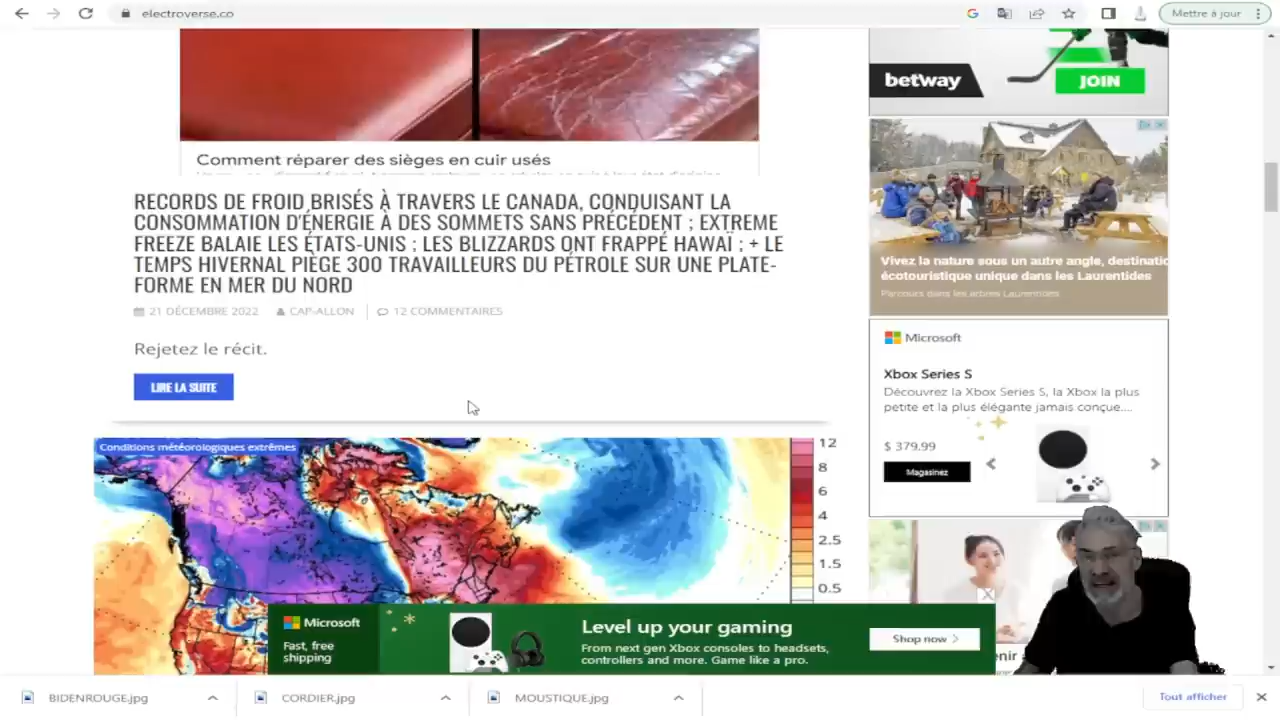 electroverse.co
Mettre à jour
betway
JOIN
Comment réparer des sièges en cuir usés
RECORDS DE FROID BRISÉS À TRAVERS LE CANADA, CONDUISANT LA
CONSOMMATION D'ÉNERGIE À DES SOMMETS SANS PRÉCÉDENT ; EXTREME
FREEZE BALAIE LES ÉTATS-UNIS ; LES BLIZZARDS ONT FRAPPÉ HAWAÏ ; + LE
TEMPS HIVERNAL PIÈGE 300 TRAVAILLEURS DU PÉTROLE SUR UNE PLATE-
FORME EN MER DU NORD
21 DÉCEMBRE 2022 CAP-ALLON 12 COMMENTAIRES
Rejetez le récit.
LIRE LA SUITE
Vivez la nature sous un autre angle, destinatio
écotouristique unique dans les Laurentides
Parcours dans les arbres Laurentides
Microsoft
Xbox Series S
Découvrez la Xbox Series S, la Xbox la plus
petite et la plus élégante jamais conçue....
$ 379.99
Magasinez
Conditions météorologiques extrêmes
12
8
6
4
2.5
1.5
0.5
Microsoft
Fast, free
shipping
Level up your gaming
From next gen Xbox consoles to headsets,
controllers and more. Game like a pro.
Shop now
enir a
BIDENROUGE.jpg
CORDIER.jpg
MOUSTIQUE.jpg
Tout afficher